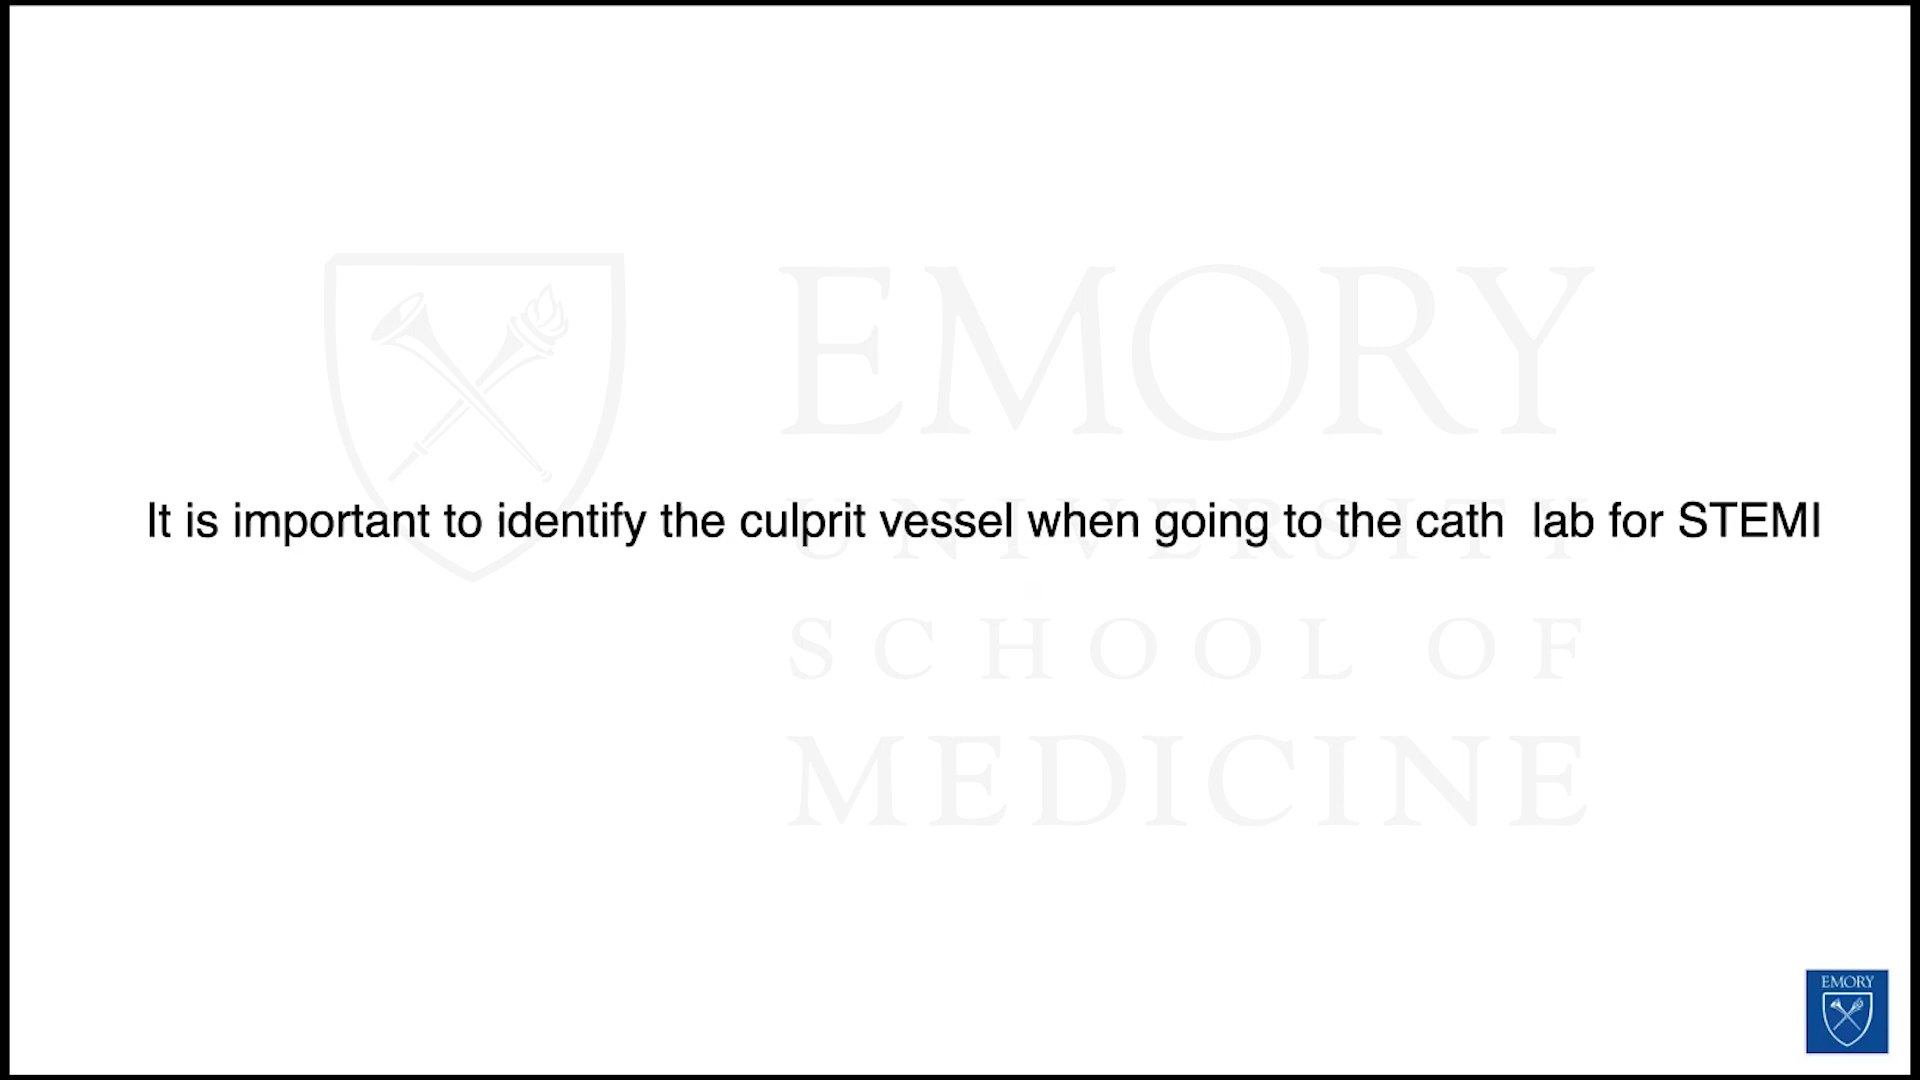 EMORY
UNIVERSITY
It is important to identify the culprit vessel when going to the cath  lab for STEMI
SCHOOL OF
MEDICINE
EMORY